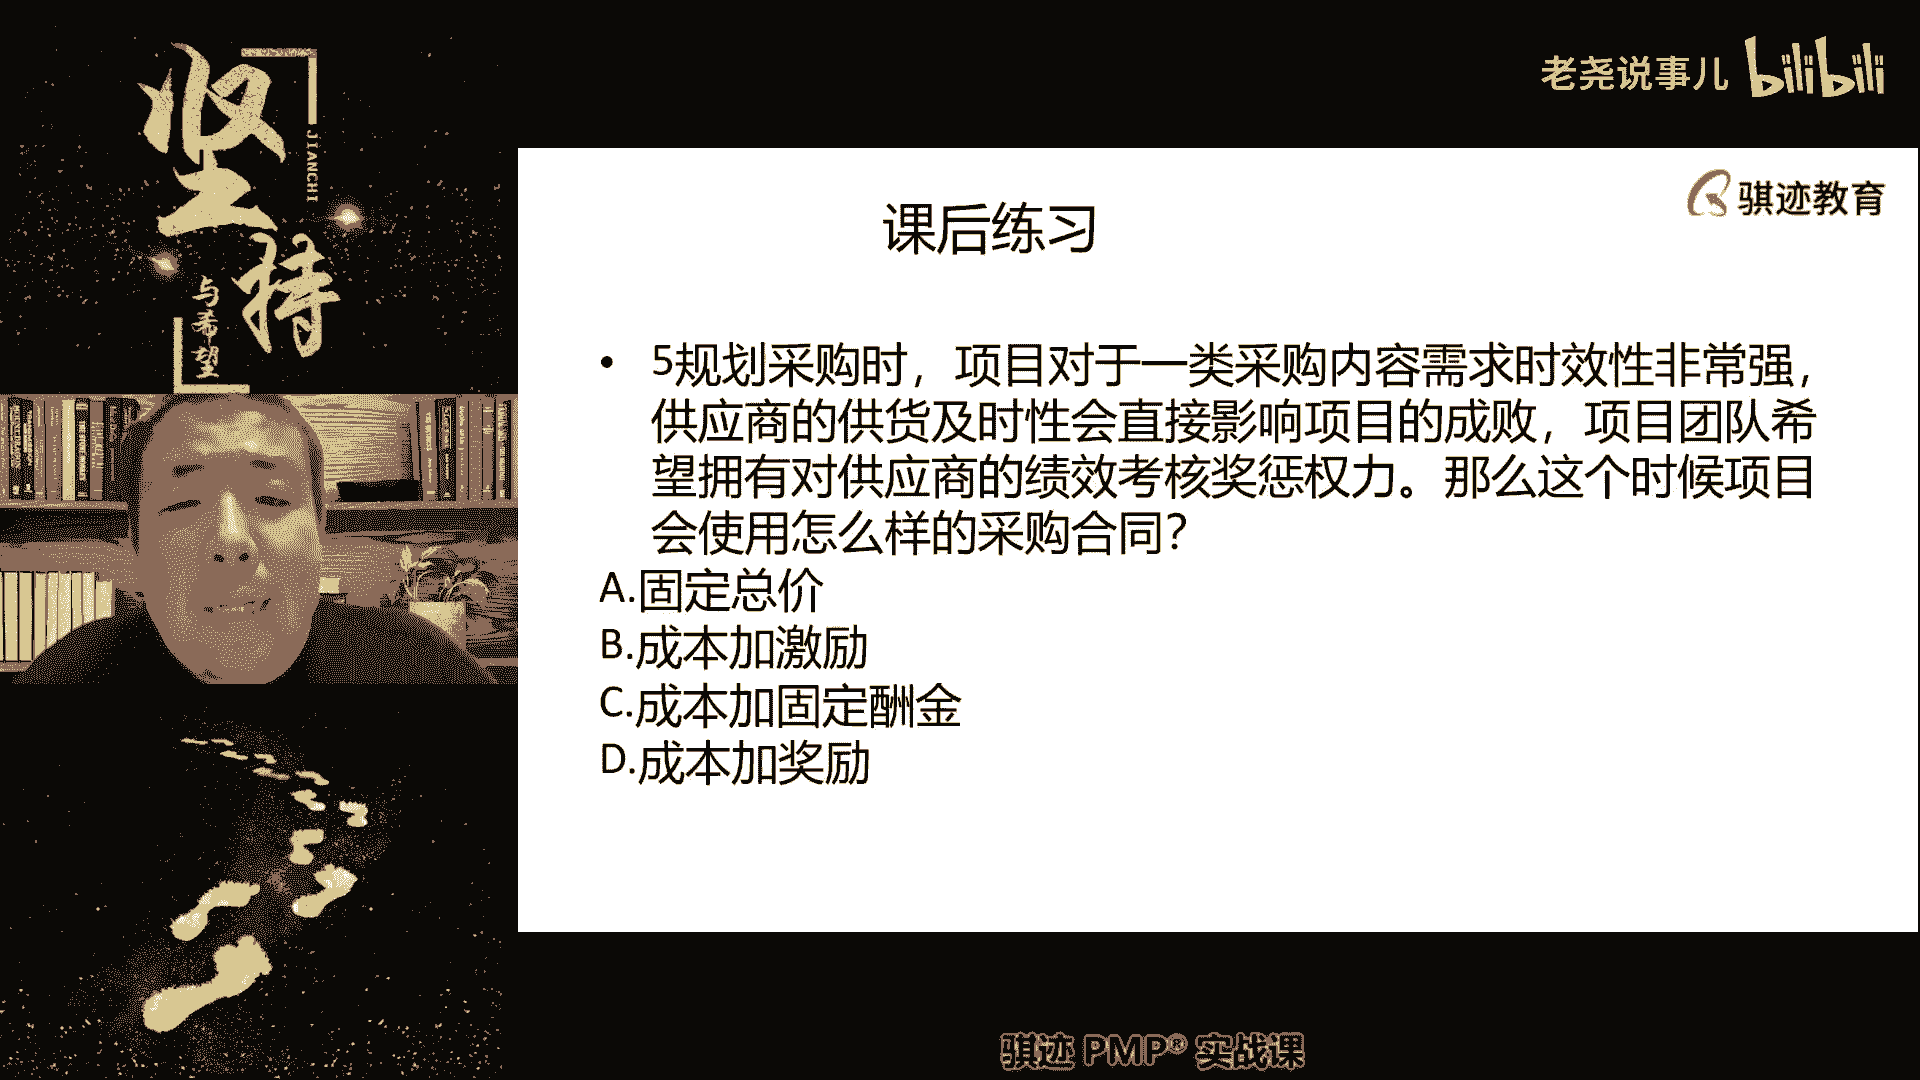 坚持
JIANCHI
与希望
老尧说事儿 bilibili
骐迹教育
课后练习
• 5规划采购时，项目对于一类采购内容需求时效性非常强，
供应商的供货及时性会直接影响项目的成败，项目团队希
望拥有对供应商的绩效考核奖惩权力。那么这个时候项目
会使用怎么样的采购合同？
A.固定总价
B.成本加激励
C.成本加固定酬金
D.成本加奖励
骐迹 PMP® 实战课